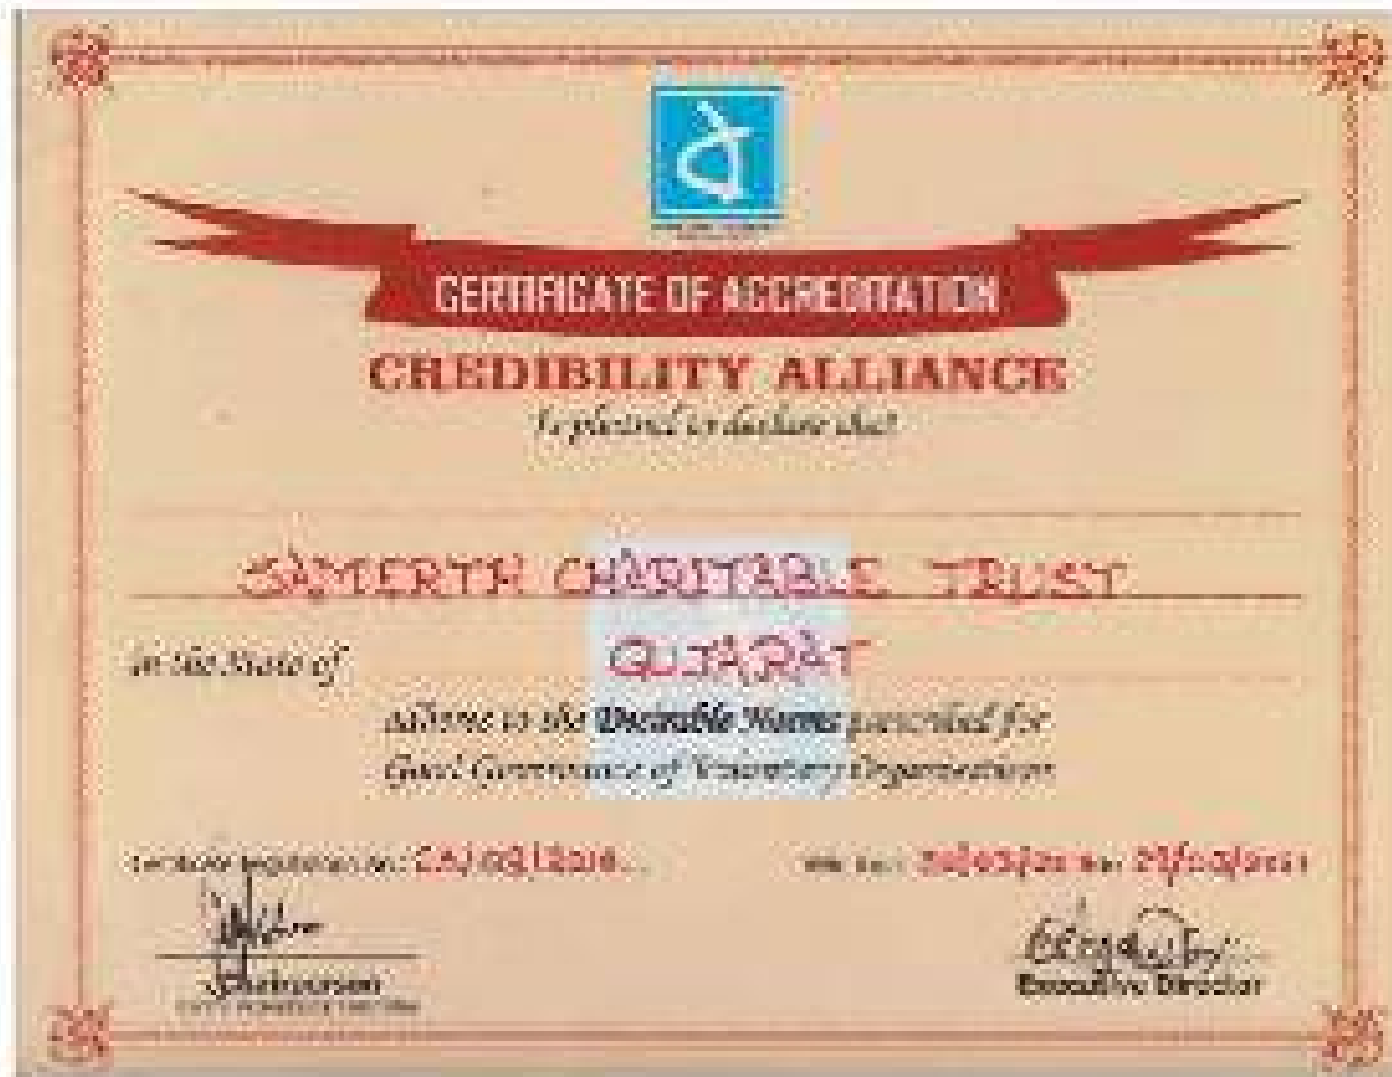 CERTIFICATE OF ACCREDITATION
CREDIBILITY ALLIANCE
is pleased to declare that
SAMERTH CHARITABLE TRUST
in the State of GUJARAT
adhere to the Desirable Norms prescribed for
Good Governance of Voluntary Organisations
Chairperson
Executive Director